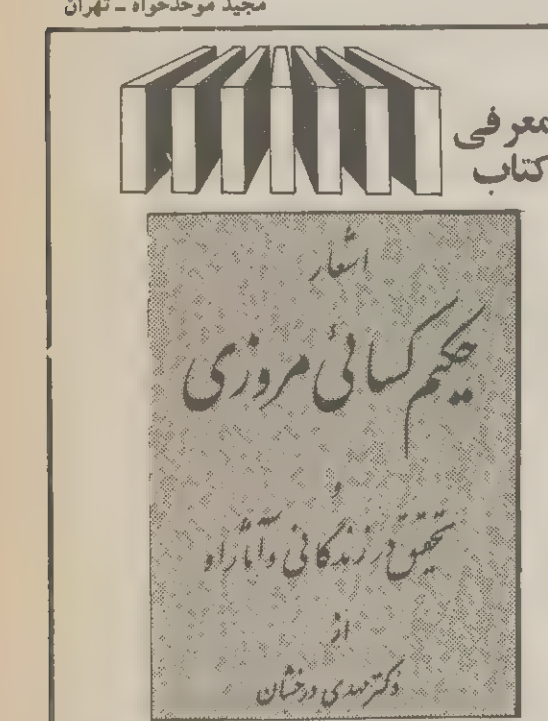 مجید موحدخواه ـ تهران
معرفی
کتاب
اشعار
حکیم کسائی مروزی
و
تحقیق در زندگانی و آثار او
از
دکتر مهدی درخشان